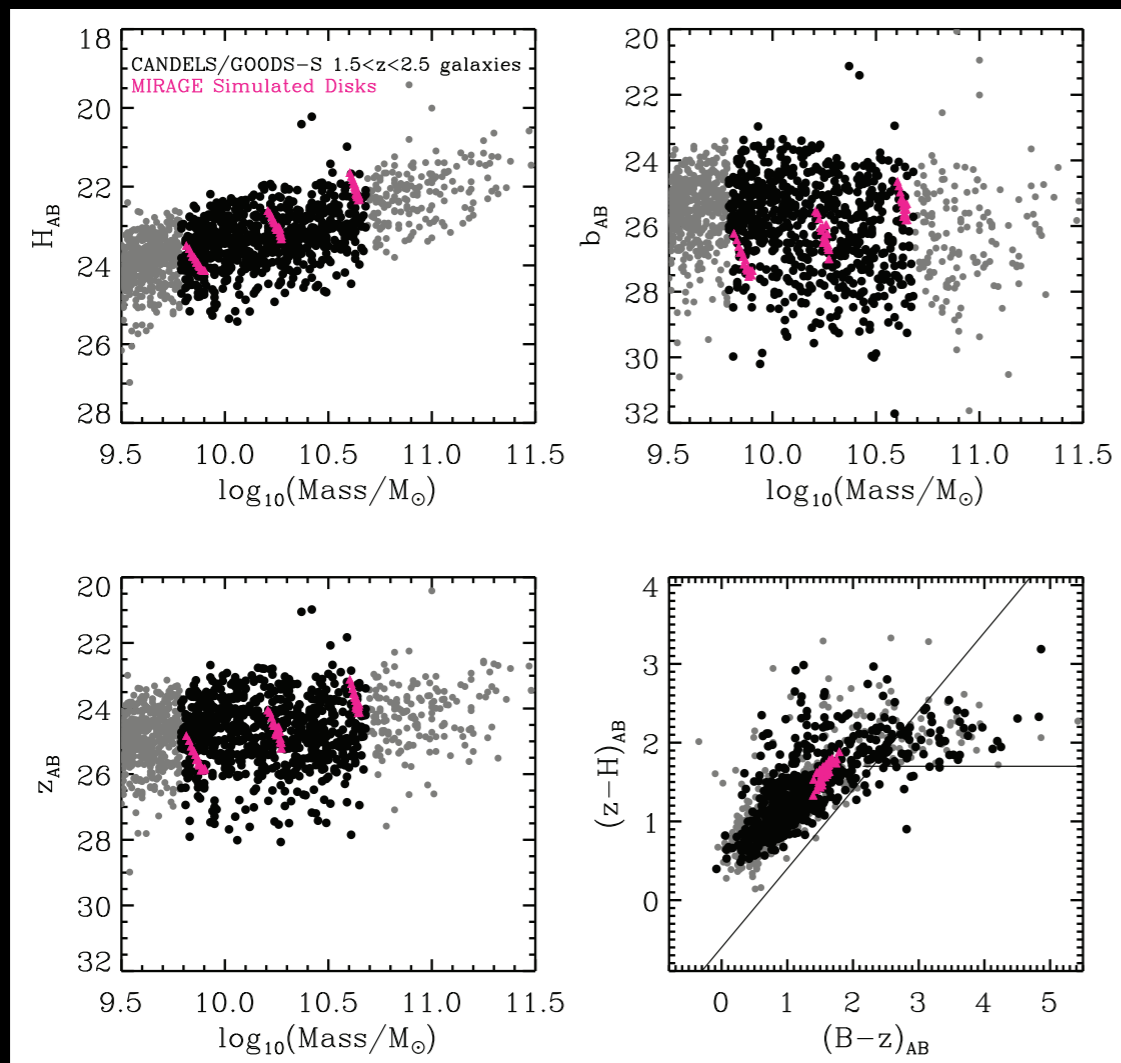 CANDELS/GOODS-S 1.5<z<2.5 galaxies
MIRAGE Simulated Disks
18
20
22
24
26
28
H_AB
9.5 10.0 10.5 11.0 11.5
log₁₀(Mass/M⊙)
20
22
24
26
28
30
32
b_AB
9.5 10.0 10.5 11.0 11.5
log₁₀(Mass/M⊙)
20
22
24
26
28
30
32
z_AB
9.5 10.0 10.5 11.0 11.5
log₁₀(Mass/M⊙)
4
3
2
1
0
(z-H)_AB
0 1 2 3 4 5
(B-z)_AB